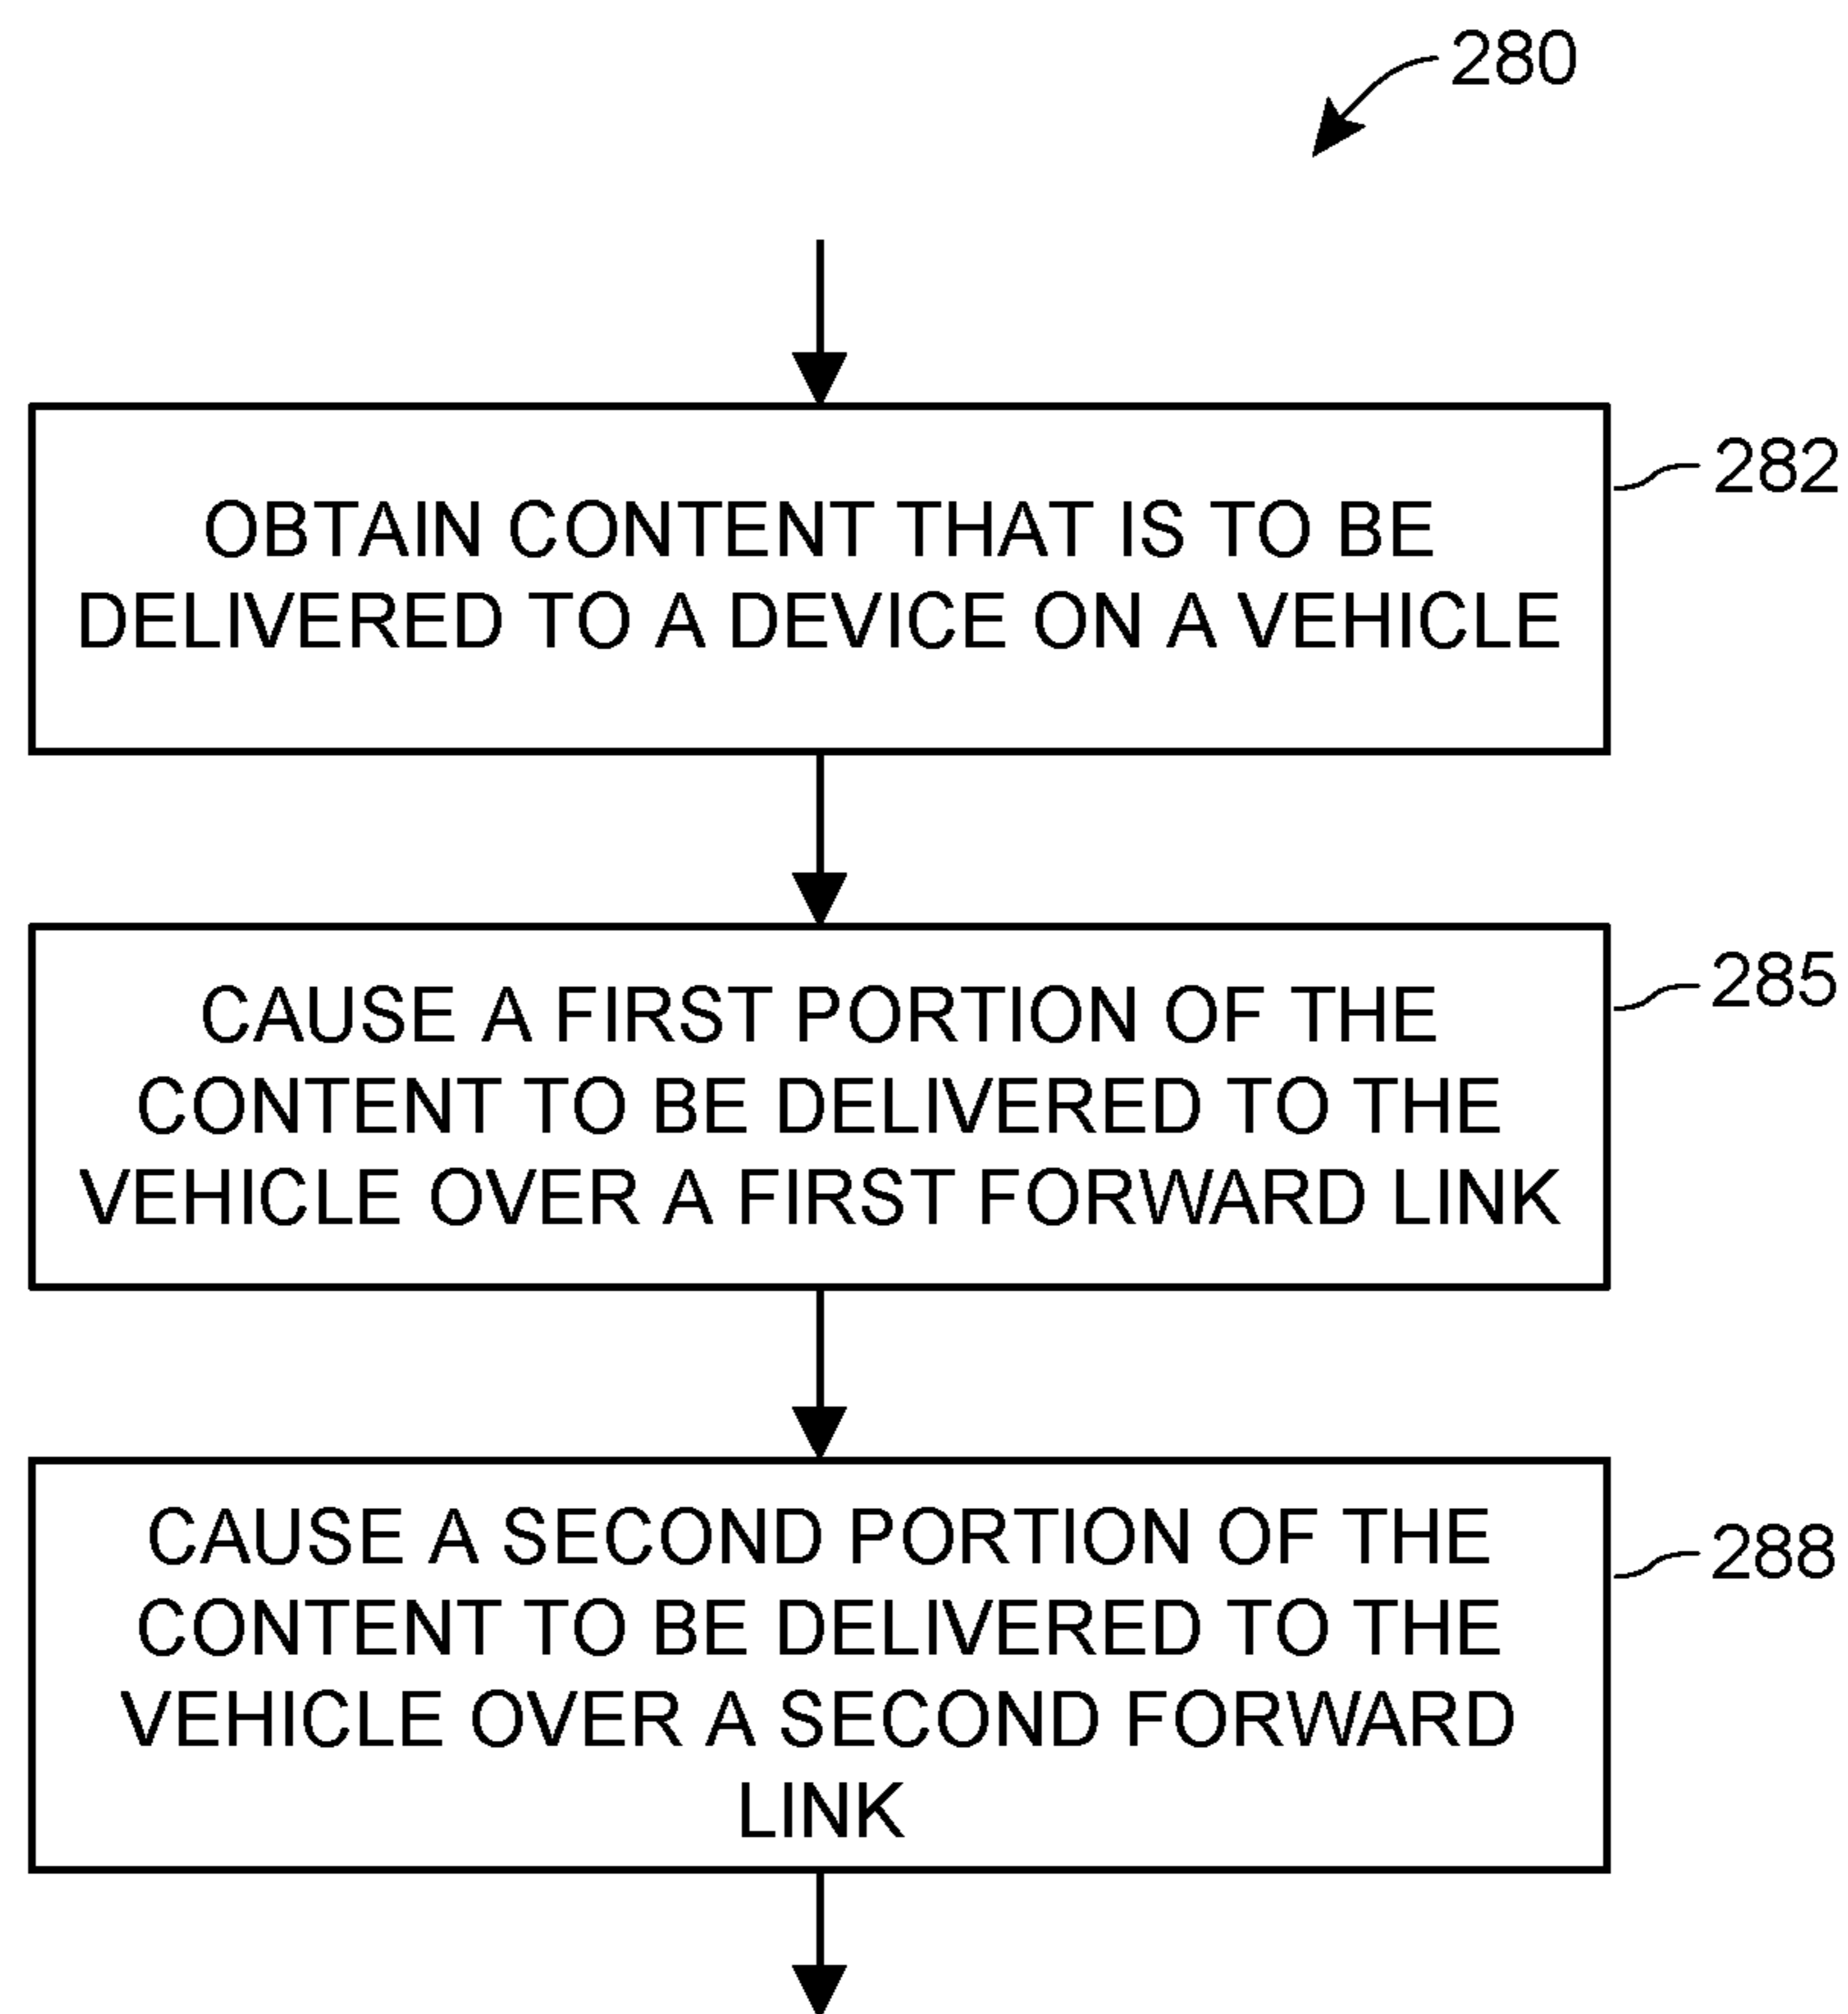 280
OBTAIN CONTENT THAT IS TO BE
DELIVERED TO A DEVICE ON A VEHICLE
282
CAUSE A FIRST PORTION OF THE
CONTENT TO BE DELIVERED TO THE
VEHICLE OVER A FIRST FORWARD LINK
285
CAUSE A SECOND PORTION OF THE
CONTENT TO BE DELIVERED TO THE
VEHICLE OVER A SECOND FORWARD
LINK
288